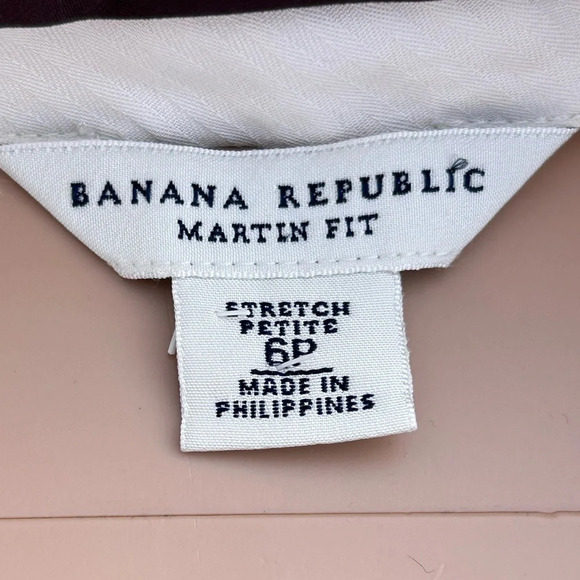 BANANA REPUBLIC
MARTIN FIT
STRETCH
PETITE
6P
MADE IN
PHILIPPINES